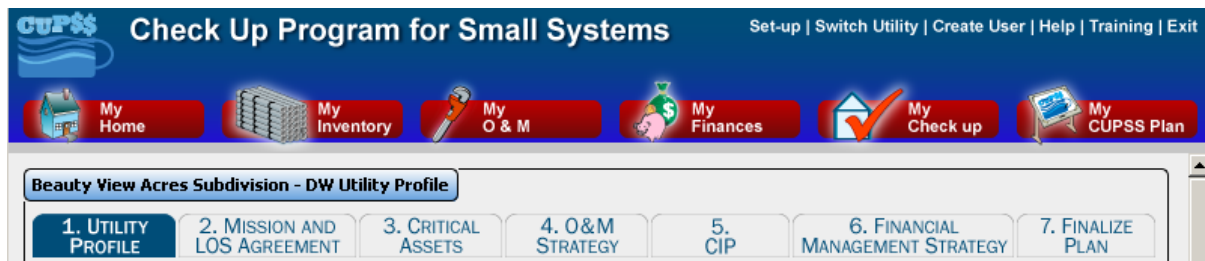 CUP$$
Check Up Program for Small Systems
Set-up | Switch Utility | Create User | Help | Training | Exit
My
Home
My
Inventory
My
O & M
My
Finances
My
Check up
My
CUPSS Plan
Beauty View Acres Subdivision - DW Utility Profile
1. UTILITY
PROFILE
2. MISSION AND
LOS AGREEMENT
3. CRITICAL
ASSETS
4. O&M
STRATEGY
5.
CIP
6. FINANCIAL
MANAGEMENT STRATEGY
7. FINALIZE
PLAN